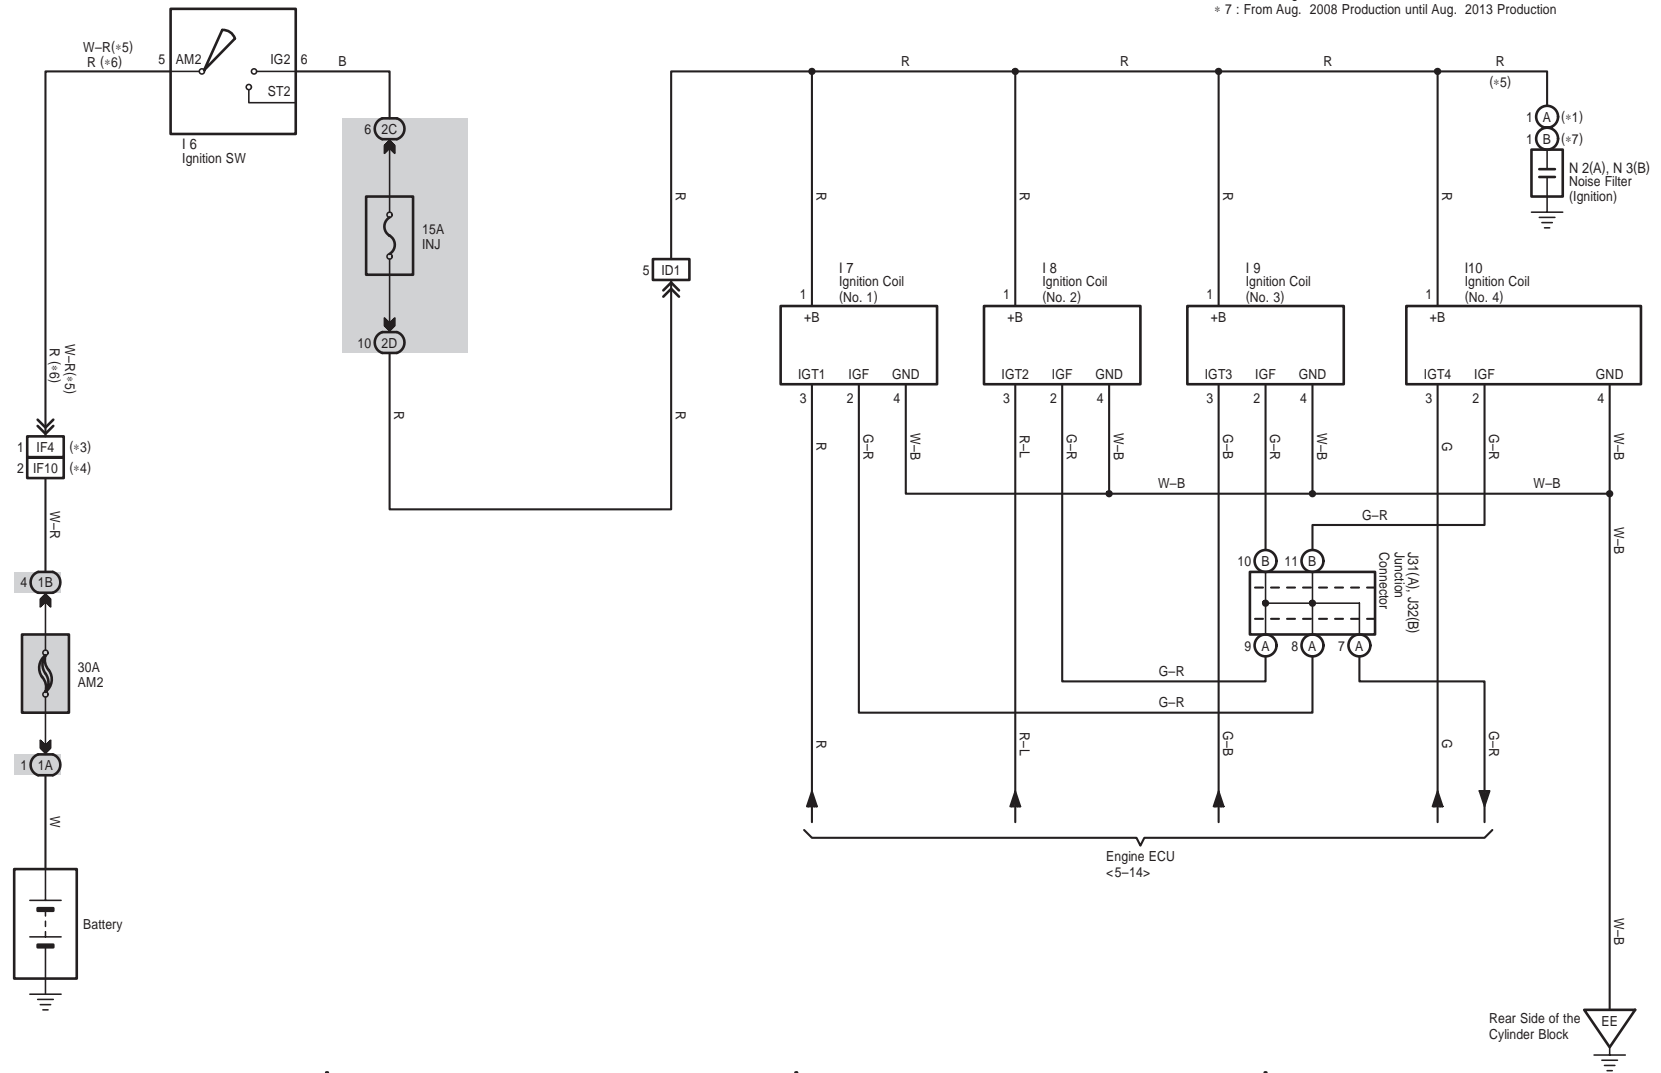 * 7 : From Aug. 2008 Production until Aug. 2013 Production
W–R(*5)
R (*6)
5 AM2
IG2 6
B
ST2
I 6
Ignition SW
6 2C
15A
INJ
10 2D
R
R
5 ID1
R
R
R
R
R
(*5)
1 A (*1)
1 B (*7)
N 2(A), N 3(B)
Noise Filter
(Ignition)
R
R
R
R
R
I 7
Ignition Coil
(No. 1)
I 8
Ignition Coil
(No. 2)
I 9
Ignition Coil
(No. 3)
I10
Ignition Coil
(No. 4)
1
1
1
1
+B
+B
+B
+B
IGT1 IGF GND
IGT2 IGF GND
IGT3 IGF GND
IGT4 IGF GND
3 2 4
3 2 4
3 2 4
3 2 4
R G–R W–B
R–L G–R W–B
G–B G–R W–B
G G–R W–B
W–B
W–B
G–R
W–B
W–R(*5)
R (*6)
1 IF4 (*3)
2 IF10 (*4)
W–R
4 1B
30A
AM2
1 1A
W
Battery
10 B 11 B
J31(A), J32(B)
Junction
Connector
9 A 8 A 7 A
G–R
G–R
R
R–L
G–B
G
G–R
Engine ECU
<5–14>
W–B
Rear Side of the
Cylinder Block
EE